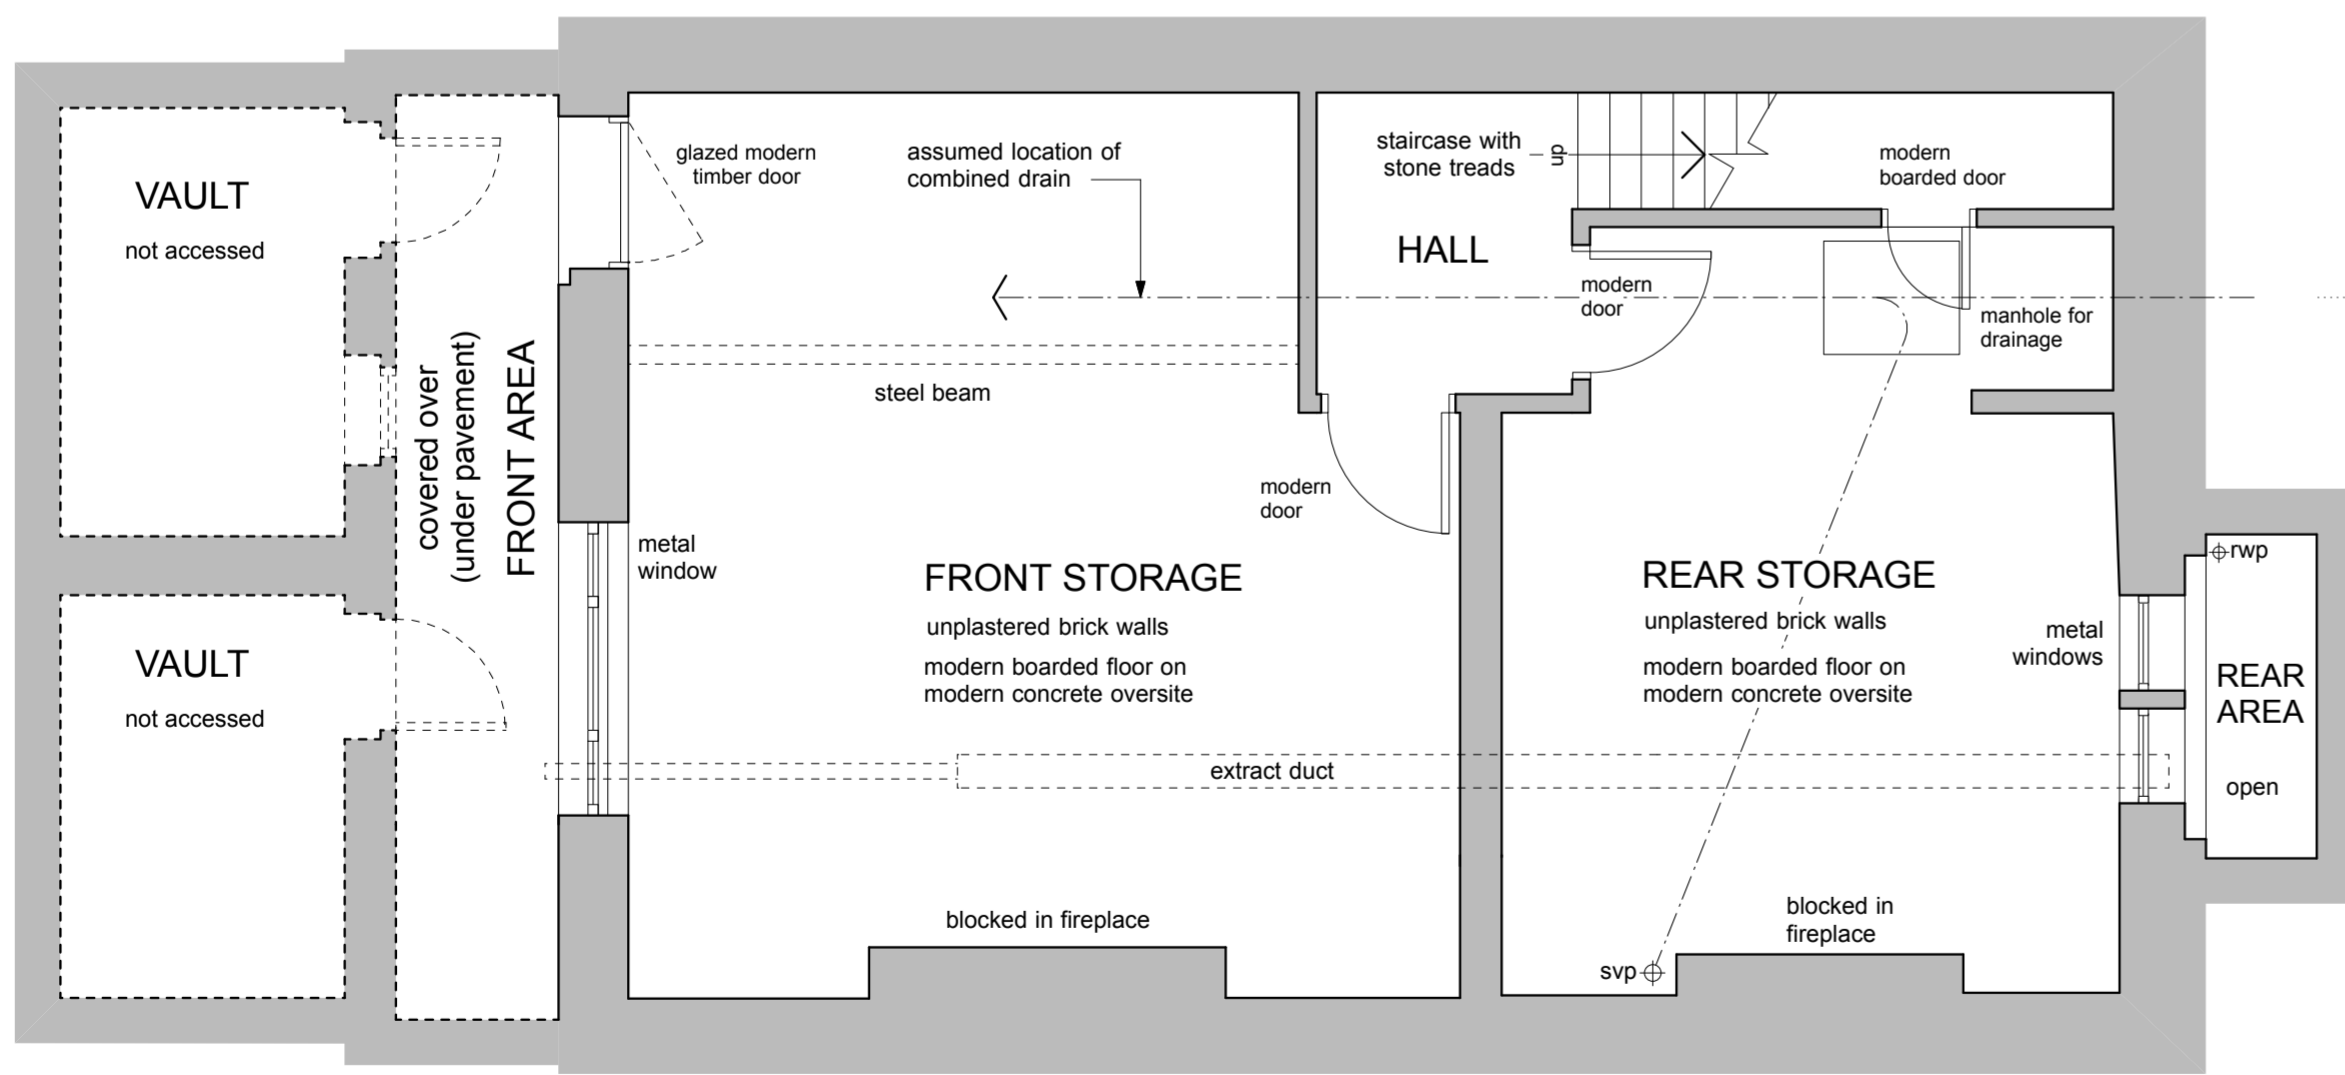 VAULT
not accessed
VAULT
not accessed
covered over
(under pavement)
FRONT AREA
glazed modern
timber door
assumed location of
combined drain
steel beam
metal
window
FRONT STORAGE
unplastered brick walls
modern boarded floor on
modern concrete oversite
extract duct
blocked in fireplace
staircase with
stone treads
up
HALL
modern
door
modern
door
modern
boarded door
manhole for
drainage
REAR STORAGE
unplastered brick walls
modern boarded floor on
modern concrete oversite
metal
windows
blocked in
fireplace
svp
rwp
REAR
AREA
open